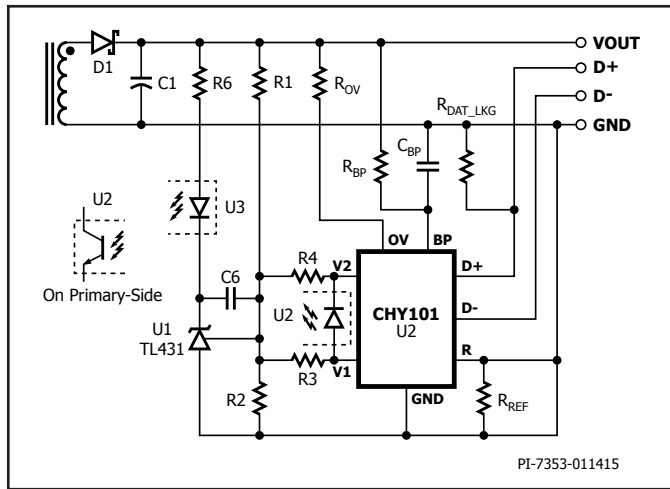 VOUT
D+
D-
GND
D1
C1
R6
R1
R_OV
R_DAT_LKG
C_BP
R_BP
U3
U2
On Primary-Side
OV
BP
R4
V2
D+
C6
U2
CHY101
U2
D-
U1
TL431
R
R3
V1
R2
GND
R_REF
PI-7353-011415